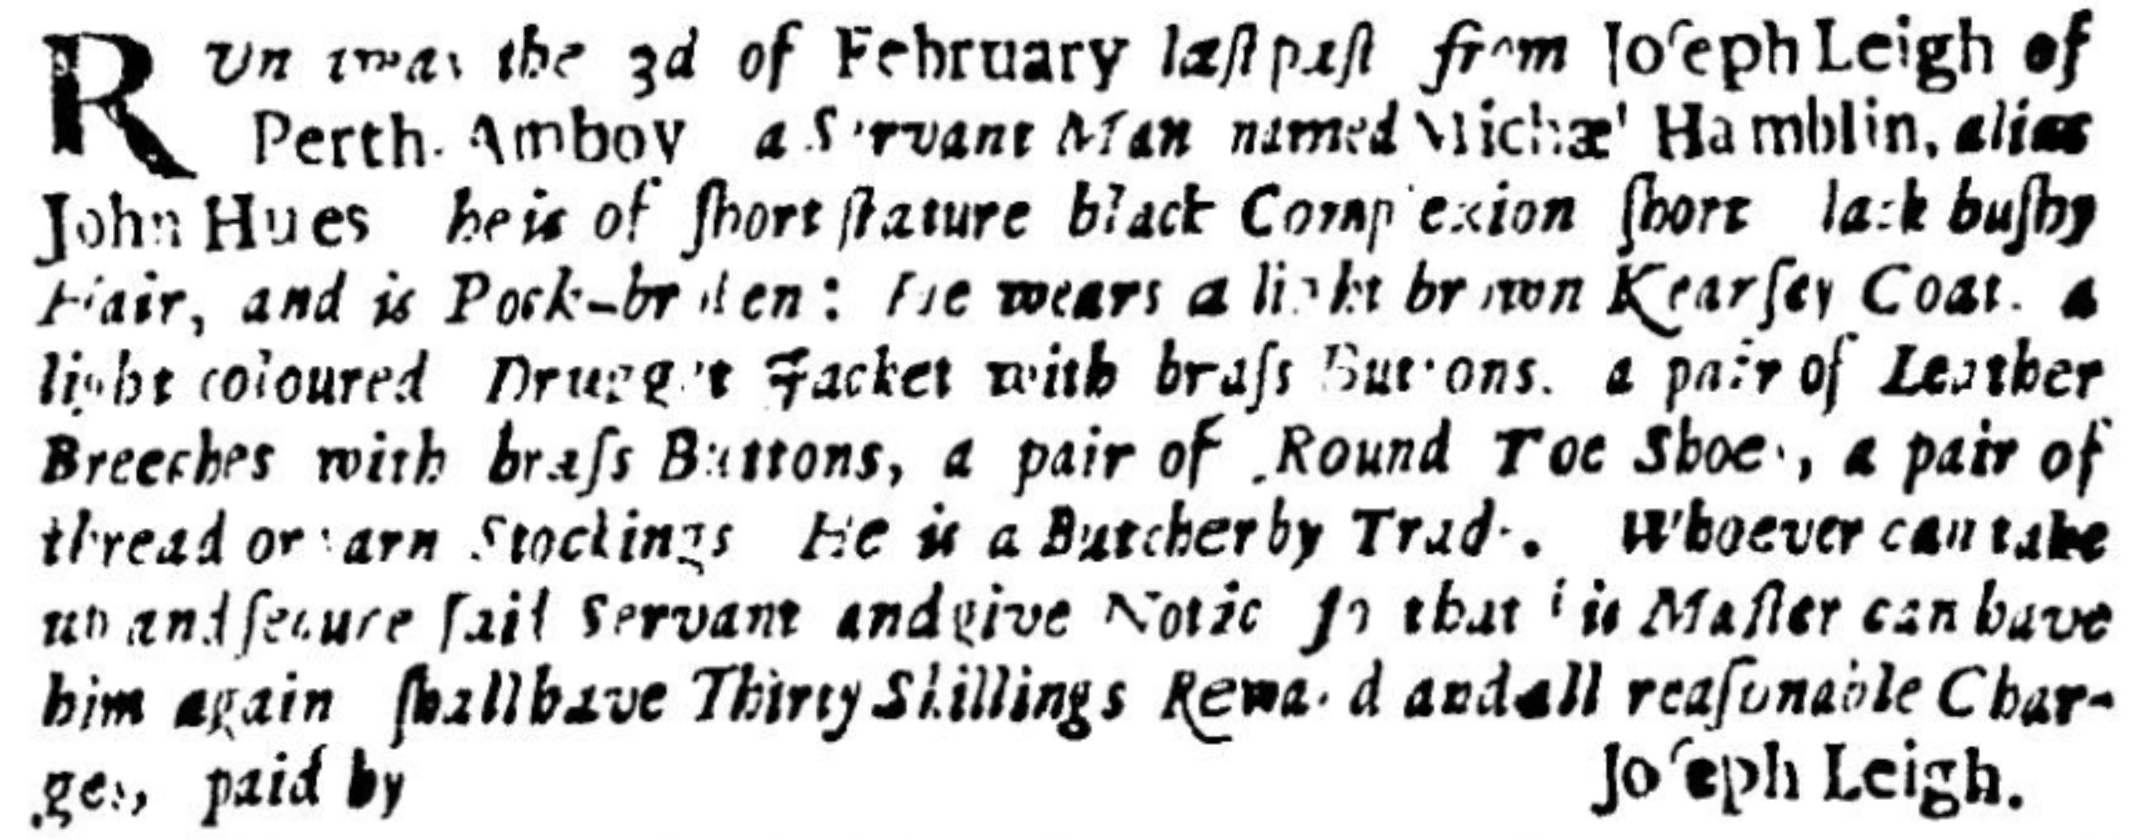 RUn away the 3d of February laſt paſt from Joſeph Leigh of
Perth-Amboy a Servant Man named Michæl Hamblin, alias
John Hues he is of ſhort ſtature black Complexion ſhort black buſhy
Hair, and is Pock-broken: He wears a light brown Kearſey Coat. a
light coloured Drugget Jacket with braſs Buttons. a pair of Leather
Breeches with braſs Buttons, a pair of Round Toe Shoes, a pair of
thread or yarn Stockings He is a Butcher by Trade. Whoever can take
up and ſecure ſaid Servant and give Notice ſo that his Maſter can have
him again ſhall have Thirty Shillings Reward and all reaſonable Char-
ges, paid by Joſeph Leigh.